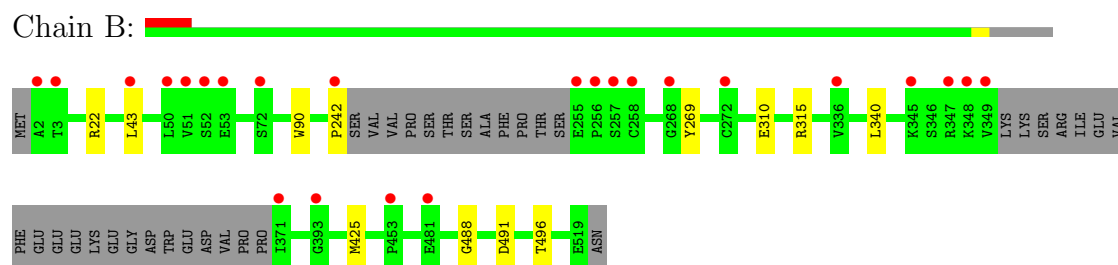 Chain B:
MET A2 T3 R22 L43 L50 V51 S52 E53 S72 W90 P242 SER VAL VAL PRO SER THR SER ALA PHE PRO THR SER E255 P256 S257 C258 G268 Y269 C272 E310 R315 V336 L340 K345 S346 R347 K348 V349 LYS LYS SER ARG ILE GLU VAL
PHE GLU GLU GLU LYS GLU GLY ASP TRP GLU ASP VAL PRO PRO I371 G393 M425 P453 E481 G488 D491 T496 E519 ASN